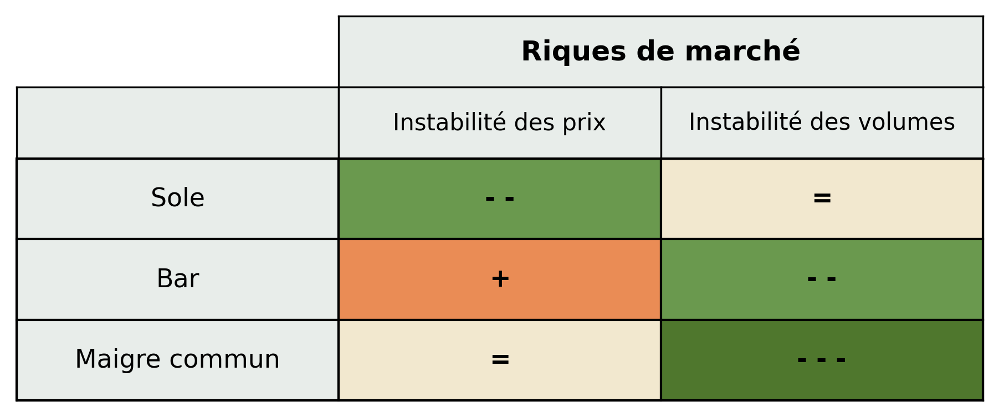 Riques de marché
Instabilité des prix
Instabilité des volumes
Sole
- -
=
Bar
+
- -
Maigre commun
=
- - -